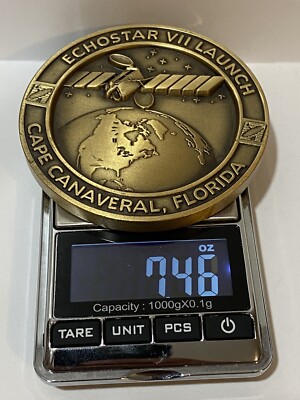 ECHOSTAR VII LAUNCH
CAPE CANAVERAL, FLORIDA
oz
7.46
Capacity : 1000gX0.1g
TARE
UNIT
PCS